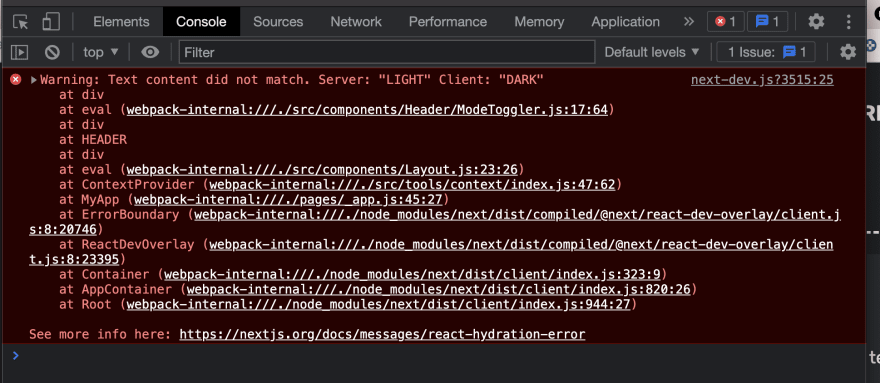 Elements Console Sources Network Performance Memory Application » 1 1
top ▼ Filter Default levels ▼ 1 Issue: 1
▶Warning: Text content did not match. Server: "LIGHT" Client: "DARK" next-dev.js?3515:25
at div
at eval (webpack-internal:///./src/components/Header/ModeToggler.js:17:64)
at div
at HEADER
at div
at eval (webpack-internal:///./src/components/Layout.js:23:26)
at ContextProvider (webpack-internal:///./src/tools/context/index.js:47:62)
at MyApp (webpack-internal:///./pages/_app.js:45:27)
at ErrorBoundary (webpack-internal:///./node_modules/next/dist/compiled/@next/react-dev-overlay/client.j
s:8:20746)
at ReactDevOverlay (webpack-internal:///./node_modules/next/dist/compiled/@next/react-dev-overlay/clien
t.js:8:23395)
at Container (webpack-internal:///./node_modules/next/dist/client/index.js:323:9)
at AppContainer (webpack-internal:///./node_modules/next/dist/client/index.js:820:26)
at Root (webpack-internal:///./node_modules/next/dist/client/index.js:944:27)
See more info here: https://nextjs.org/docs/messages/react-hydration-error
te